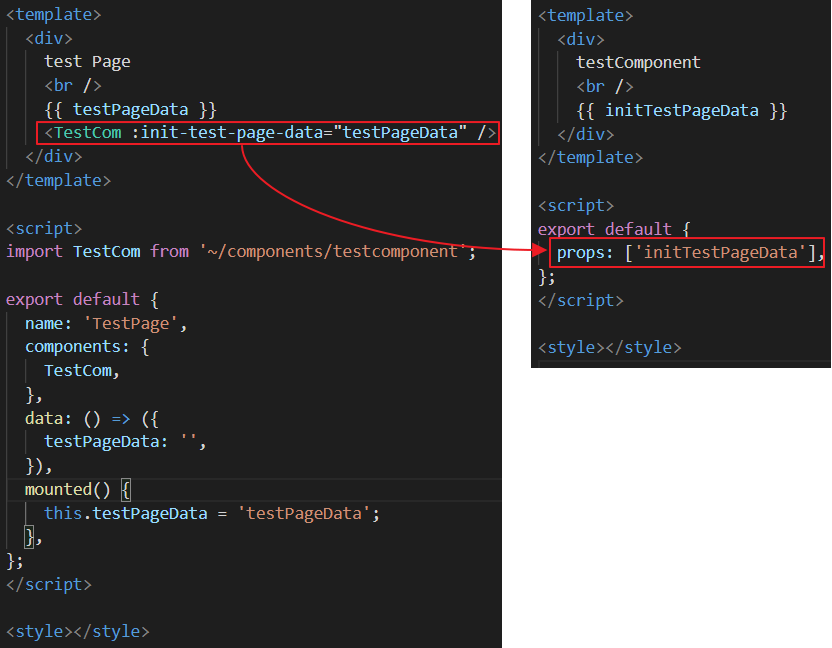 <template>
<div>
test Page
<br />
{{ testPageData }}
<TestCom :init-test-page-data="testPageData" />
</div>
</template>
<script>
import TestCom from '~/components/testcomponent';
export default {
name: 'TestPage',
components: {
TestCom,
},
data: () => ({
testPageData: '',
}),
mounted() {
this.testPageData = 'testPageData';
},
};
</script>
<style></style>
<template>
<div>
testComponent
<br />
{{ initTestPageData }}
</div>
</template>
<script>
export default {
props: ['initTestPageData'],
};
</script>
<style></style>